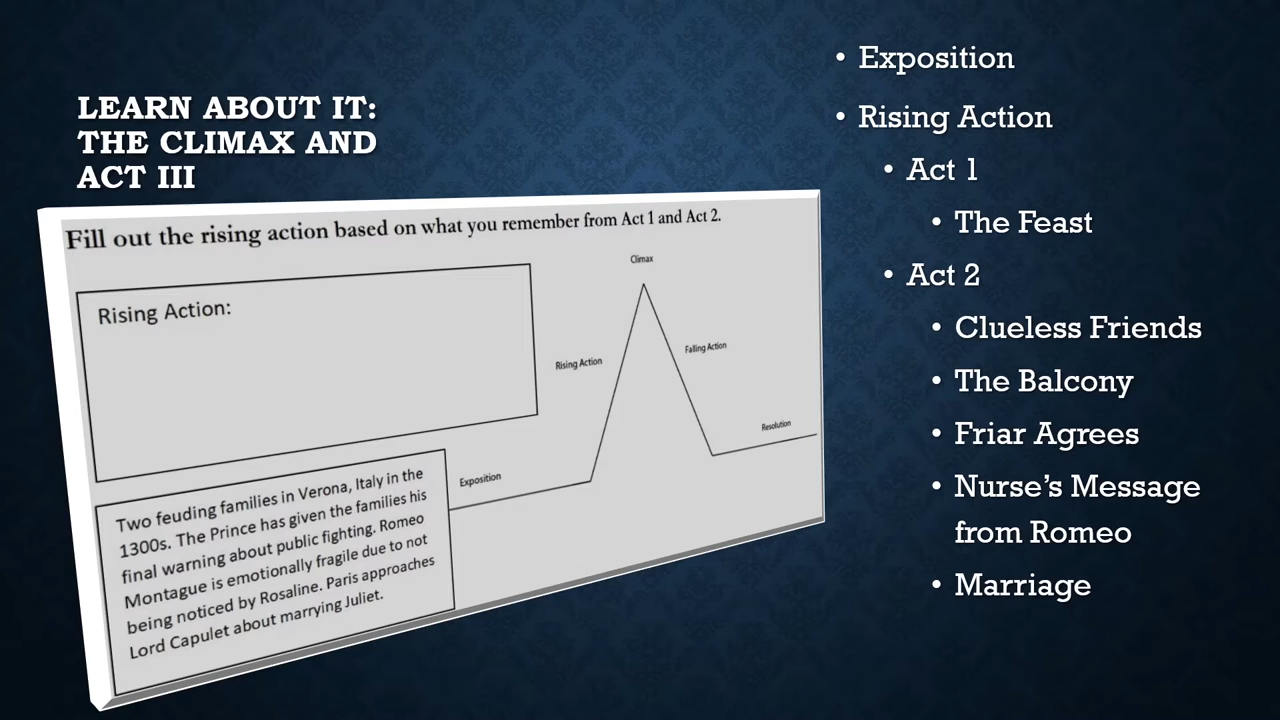 LEARN ABOUT IT:
THE CLIMAX AND
ACT III
Fill out the rising action based on what you remember from Act 1 and Act 2.
Rising Action:
Climax
Rising Action
Falling Action
Exposition
Resolution
Two feuding families in Verona, Italy in the
1300s. The Prince has given the families his
final warning about public fighting. Romeo
Montague is emotionally fragile due to not
being noticed by Rosaline. Paris approaches
Lord Capulet about marrying Juliet.
• Exposition
• Rising Action
• Act 1
• The Feast
• Act 2
• Clueless Friends
• The Balcony
• Friar Agrees
• Nurse's Message
from Romeo
• Marriage